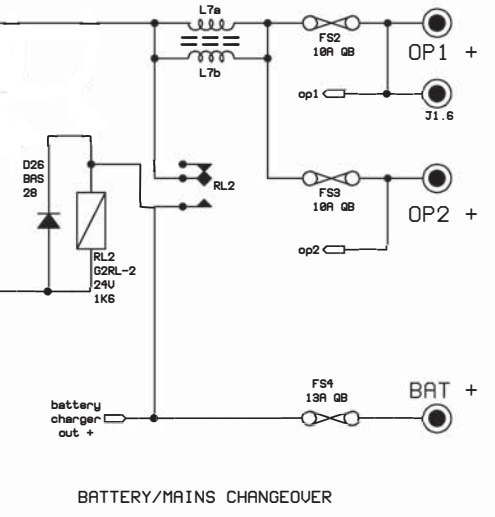 L7a
L7b
FS2
10A QB
OP1 +
op1
J1.6
D26
BAS
28
RL2
FS3
10A QB
OP2 +
op2
RL2
G2RL-2
24V
1K6
FS4
13A QB
BAT +
battery
charger
out +
BATTERY/MAINS CHANGEOVER